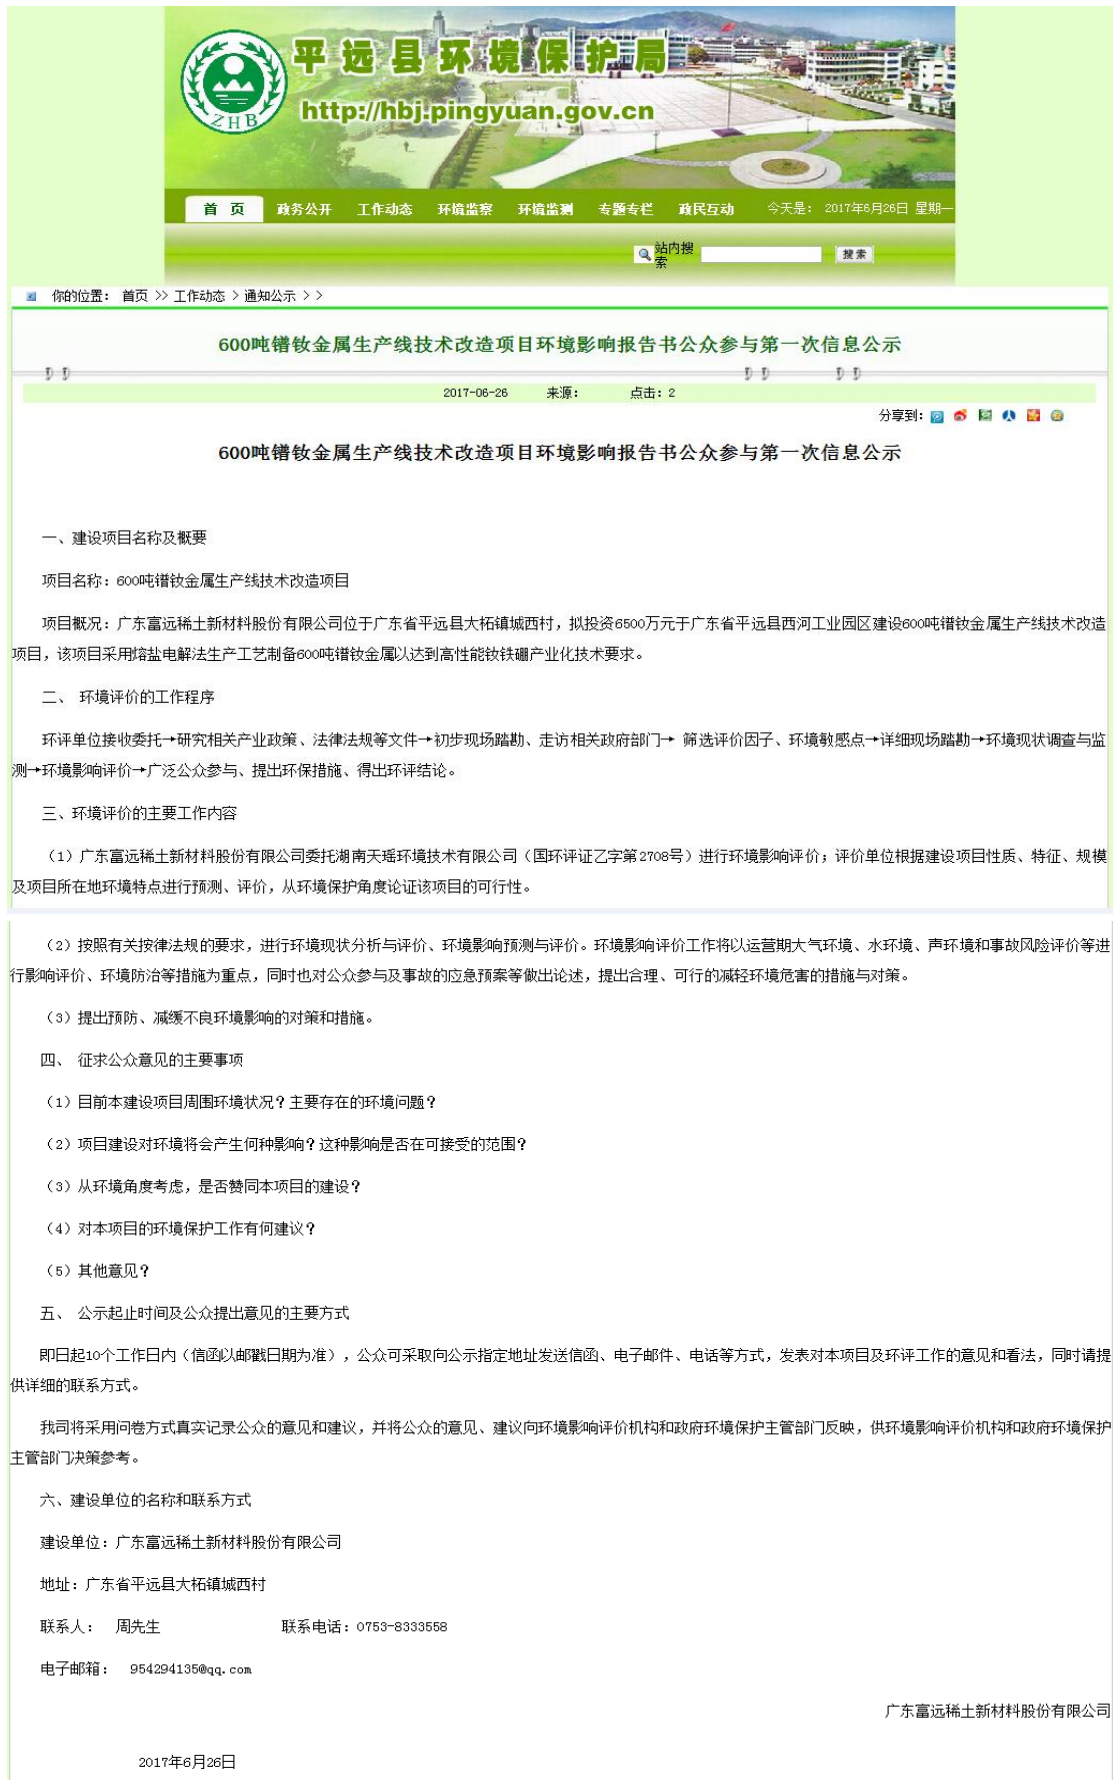 平远县环境保护局
http://hbj.pingyuan.gov.cn
ZHB
首 页 政务公开 工作动态 环境监察 环境监测 专题专栏 政民互动 今天是： 2017年6月26日 星期一
站内搜索 搜索
你的位置： 首页 >> 工作动态 > 通知公示 > >
600吨镨钕金属生产线技术改造项目环境影响报告书公众参与第一次信息公示
2017-06-26 来源： 点击：2
分享到：
600吨镨钕金属生产线技术改造项目环境影响报告书公众参与第一次信息公示
一、建设项目名称及概要
项目名称：600吨镨钕金属生产线技术改造项目
项目概况：广东富远稀土新材料股份有限公司位于广东省平远县大柘镇城西村，拟投资6500万元于广东省平远县西河工业园区建设600吨镨钕金属生产线技术改造
项目，该项目采用熔盐电解法生产工艺制备600吨镨钕金属以达到高性能钕铁硼产业化技术要求。
二、 环境评价的工作程序
环评单位接收委托→研究相关产业政策、法律法规等文件→初步现场踏勘、走访相关政府部门→ 筛选评价因子、环境敏感点→详细现场踏勘→环境现状调查与监
测→环境影响评价→广泛公众参与、提出环保措施、得出环评结论。
三、环境评价的主要工作内容
（1）广东富远稀土新材料股份有限公司委托湖南天瑶环境技术有限公司（国环评证乙字第2708号）进行环境影响评价；评价单位根据建设项目性质、特征、规模
及项目所在地环境特点进行预测、评价，从环境保护角度论证该项目的可行性。
（2）按照有关按律法规的要求，进行环境现状分析与评价、环境影响预测与评价。环境影响评价工作将以运营期大气环境、水环境、声环境和事故风险评价等进
行影响评价、环境防治等措施为重点，同时也对公众参与及事故的应急预案等做出论述，提出合理、可行的减轻环境危害的措施与对策。
（3）提出预防、减缓不良环境影响的对策和措施。
四、 征求公众意见的主要事项
（1）目前本建设项目周围环境状况？主要存在的环境问题？
（2）项目建设对环境将会产生何种影响？这种影响是否在可接受的范围？
（3）从环境角度考虑，是否赞同本项目的建设？
（4）对本项目的环境保护工作有何建议？
（5）其他意见？
五、 公示起止时间及公众提出意见的主要方式
即日起10个工作日内（信函以邮戳日期为准），公众可采取向公示指定地址发送信函、电子邮件、电话等方式，发表对本项目及环评工作的意见和看法，同时请提
供详细的联系方式。
我司将采用问卷方式真实记录公众的意见和建议，并将公众的意见、建议向环境影响评价机构和政府环境保护主管部门反映，供环境影响评价机构和政府环境保护
主管部门决策参考。
六、建设单位的名称和联系方式
建设单位：广东富远稀土新材料股份有限公司
地址：广东省平远县大柘镇城西村
联系人： 周先生 联系电话：0753-8333558
电子邮箱： 954294135@qq.com
广东富远稀土新材料股份有限公司
2017年6月26日